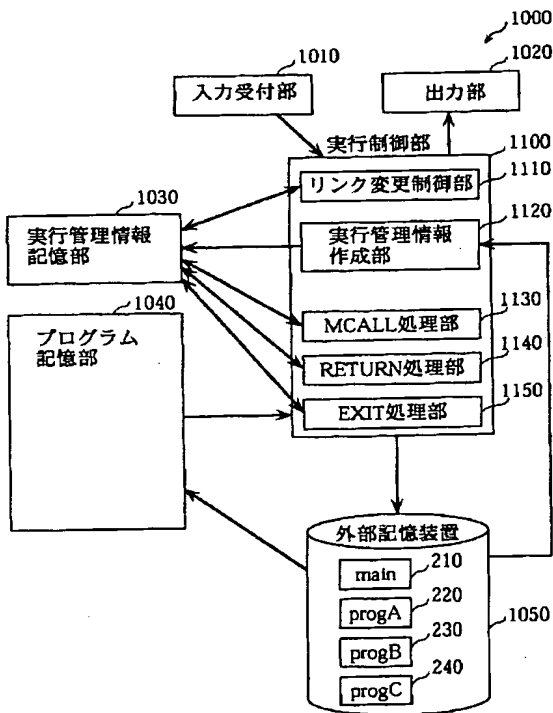 1000
1010
1020
入力受付部
出力部
実行制御部
1100
リンク変更制御部
1110
1030
実行管理情報
記憶部
1120
実行管理情報
作成部
1040
プログラム
記憶部
1130
MCALL処理部
1140
RETURN処理部
1150
EXIT処理部
外部記憶装置
210
main
220
progA
1050
230
progB
240
progC